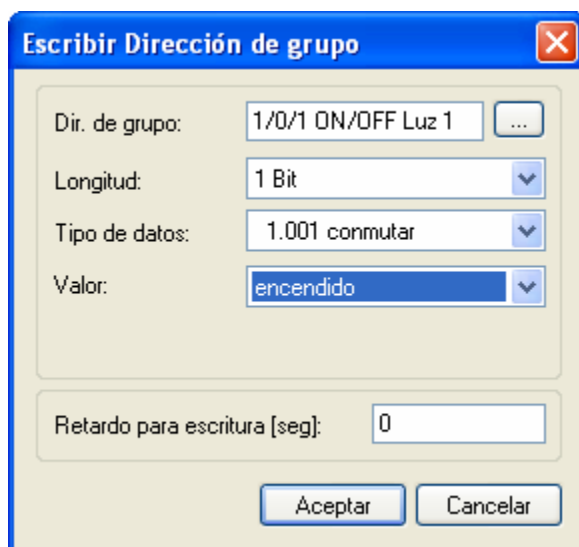 Escribir Dirección de grupo
Dir. de grupo: 1/0/1 ON/OFF Luz 1 ...
Longitud: 1 Bit
Tipo de datos: 1.001 conmutar
Valor: encendido
Retardo para escritura [seg]: 0
Aceptar Cancelar